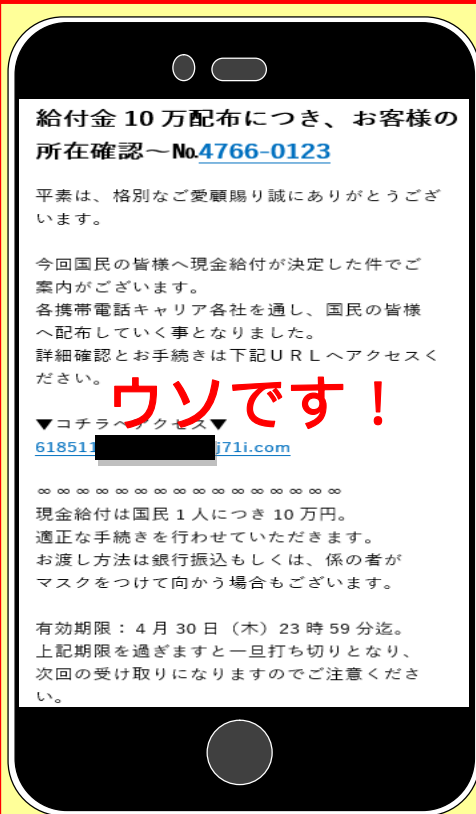 給付金 10 万配布につき、お客様の
所在確認～№4766-0123
平素は、格別なご愛顧賜り誠にありがとうござ
います。
今回国民の皆様へ現金給付が決定した件でご
案内がございます。
各携帯電話キャリア各社を通し、国民の皆様
へ配布していく事となりました。
詳細確認とお手続きは下記ＵＲＬへアクセスく
ださい。
ウソです！
▼コチラへアクセス▼
618511 j71i.com
∞∞∞∞∞∞∞∞∞∞∞∞∞∞∞∞
現金給付は国民 1 人につき 10 万円。
適正な手続きを行わせていただきます。
お渡し方法は銀行振込もしくは、係の者が
マスクをつけて向かう場合もございます。
有効期限：４月 30 日（木）23 時 59 分迄。
上記期限を過ぎますと一旦打ち切りとなり、
次回の受け取りになりますのでご注意くださ
い。